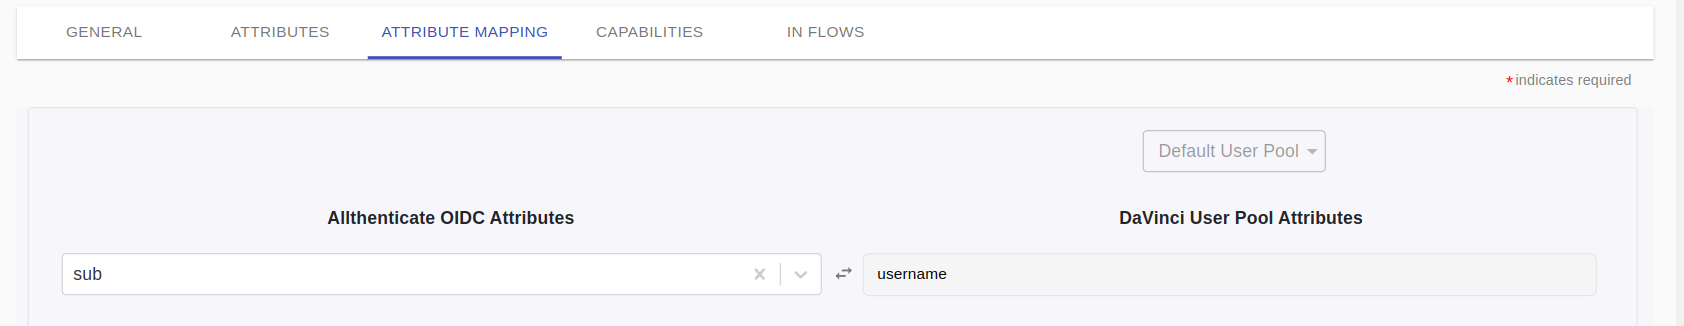 GENERAL ATTRIBUTES ATTRIBUTE MAPPING CAPABILITIES IN FLOWS
*indicates required
Default User Pool
Allthenticate OIDC Attributes DaVinci User Pool Attributes
sub username